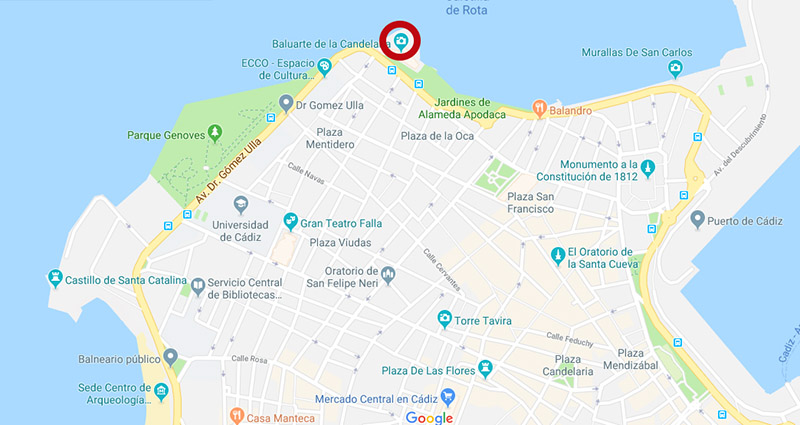 de Rota
Baluarte de la Candelaria
Murallas De San Carlos
ECCO - Espacio
de Cultura...
Dr Gomez Ulla
Jardines de
Alameda Apodaca
Balandro
Parque Genoves
Plaza
Mentidero
Plaza de la Oca
Av. Dr. Gómez Ulla
Calle Navas
Monumento a la
Constitución de 1812
Av. del Descubrimiento
Plaza San
Francisco
Universidad
de Cádiz
Gran Teatro Falla
Puerto de Cádiz
Plaza Viudas
Calle Cervantes
El Oratorio de
la Santa Cueva
Castillo de Santa Catalina
Servicio Central
de Bibliotecas...
Oratorio de
San Felipe Neri
Torre Tavira
Calle Feduchy
Cádiz - A
Balneario público
Calle Rosa
Plaza De Las Flores
Plaza
Candelaria
Plaza
Mendizábal
Sede Centro de
Arqueología...
Mercado Central en Cádiz
Casa Manteca
Google